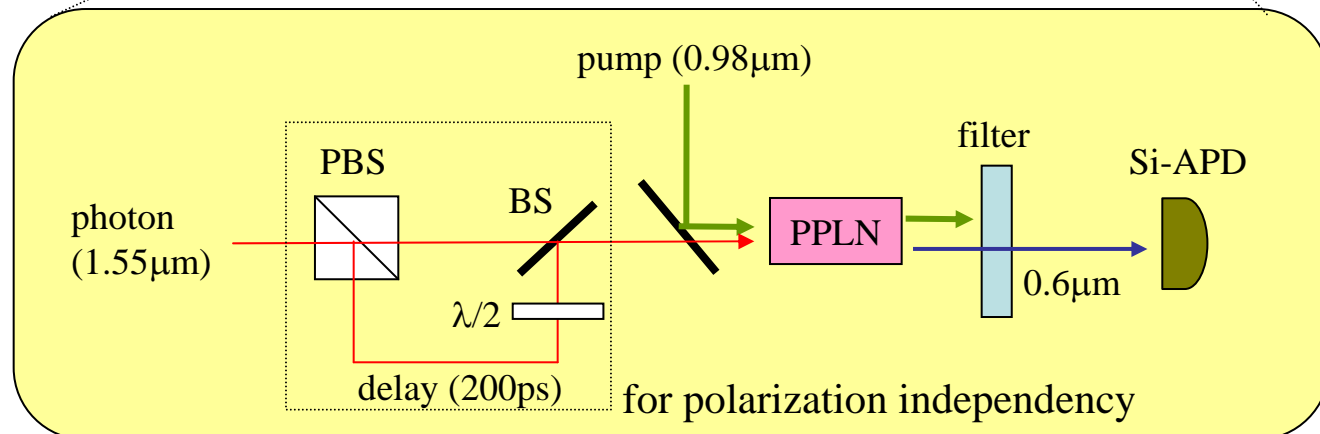 pump (0.98μm)
filter
PBS
Si-APD
BS
photon
(1.55μm)
PPLN
0.6μm
λ/2
delay (200ps)
for polarization independency